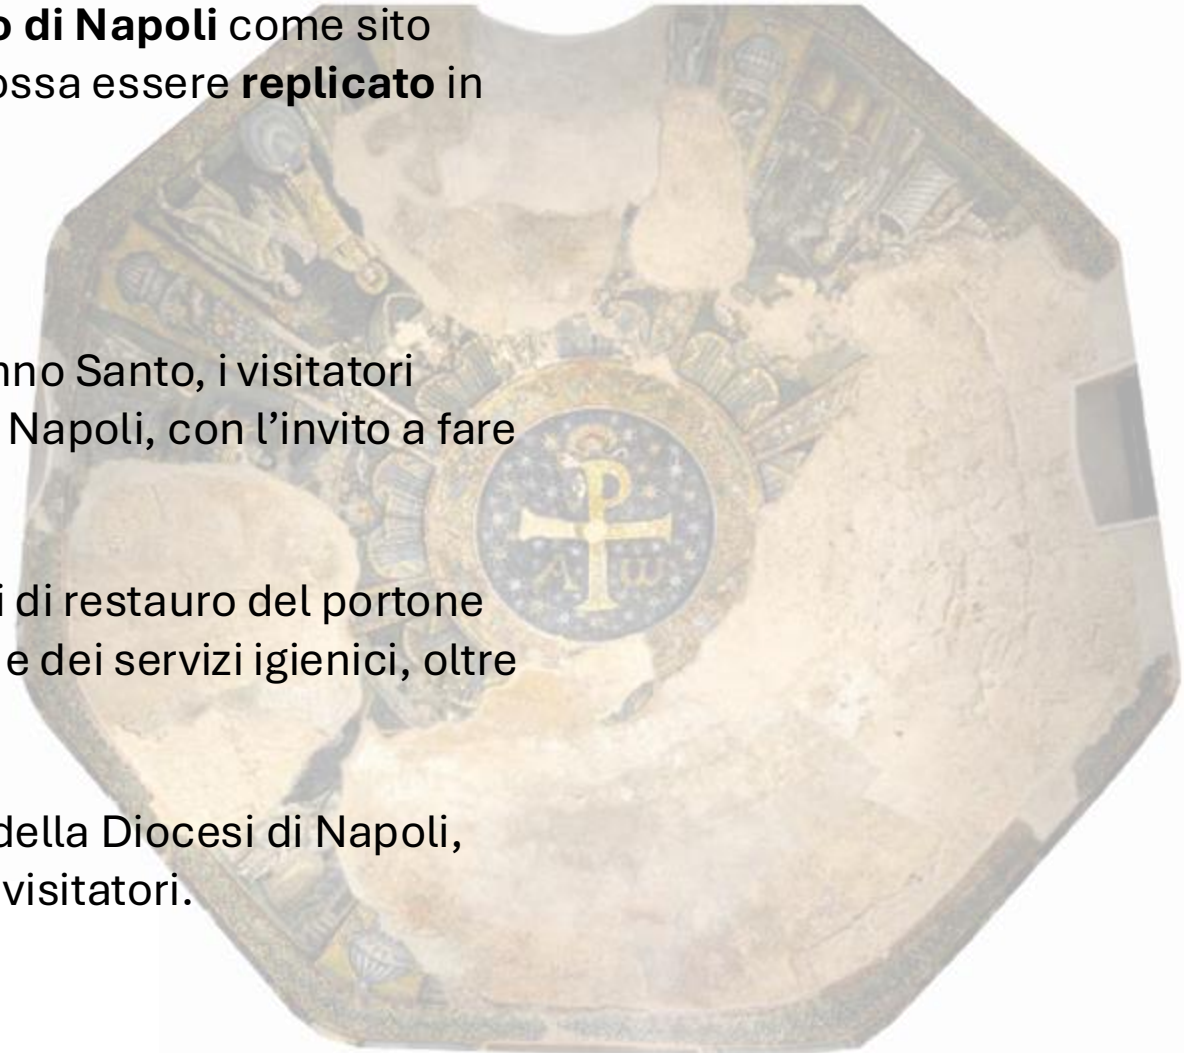 o di Napoli come sito
ossa essere replicato in
nno Santo, i visitatori
Napoli, con l’invito a fare
i di restauro del portone
e dei servizi igienici, oltre
della Diocesi di Napoli,
visitatori.
P
A ω